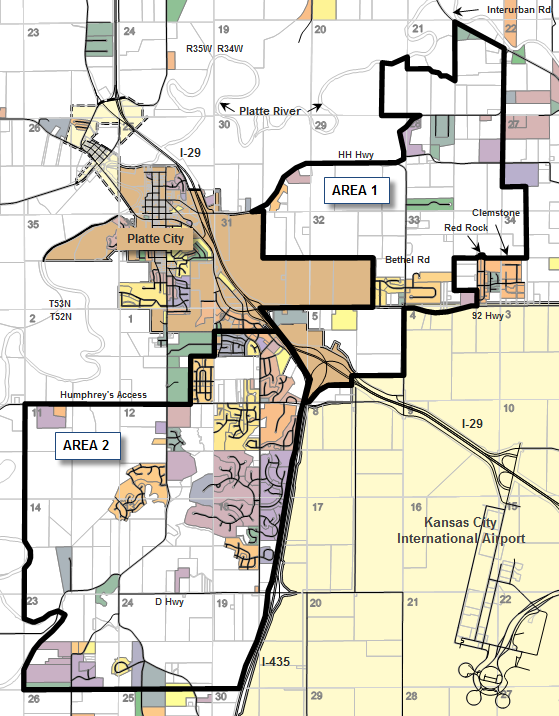 Interurban Rd
23
24
19
20
21
22
R35W R34W
Platte River
26
30
29
28
27
I-29
HH Hwy
AREA 1
35
31
32
33
34
Clemstone
Red Rock
Platte City
Bethel Rd
T53N
T52N
2
1
5
4
3
92 Hwy
Humphrey's Access
11
12
7
8
9
10
I-29
AREA 2
14
17
15
Kansas City
International Airport
23
24
19
20
21
22
D Hwy
I-435
26
25
30
29
28
27